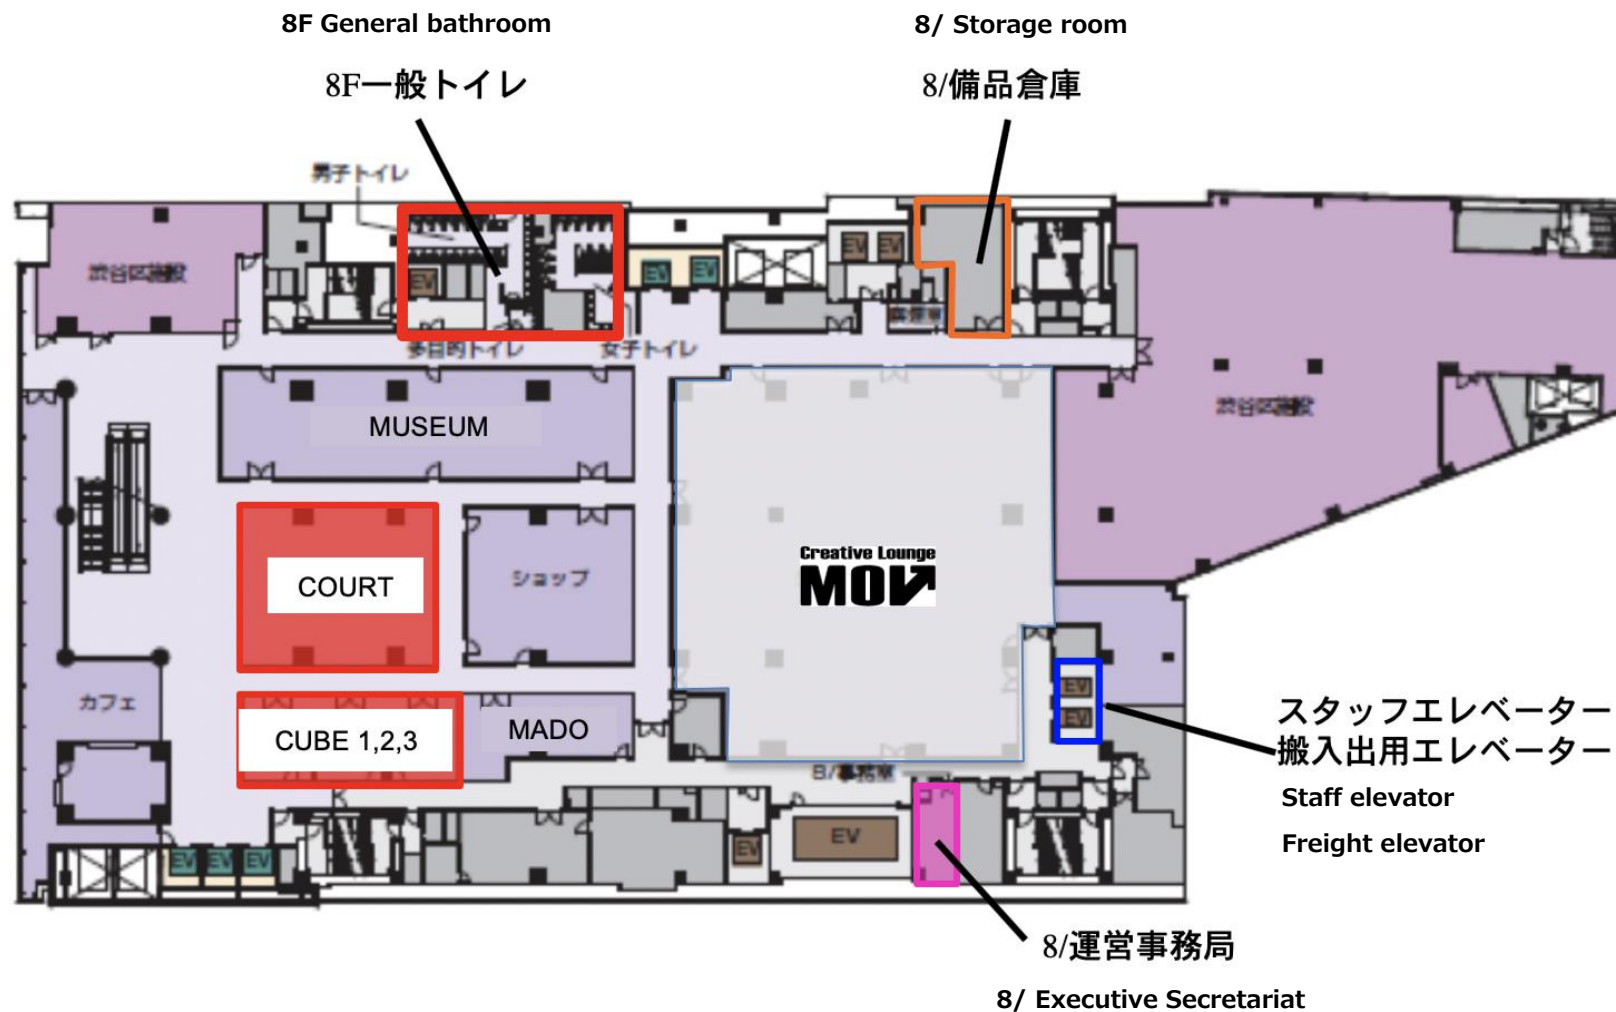 8F General bathroom
8/ Storage room
8F一般トイレ
8/備品倉庫
男子トイレ
EV
EV
EV
EV
EV
渋谷区施設
多目的トイレ
女子トイレ
渋谷区施設
MUSEUM
Creative Lounge
MOV
COURT
ショップ
カフェ
CUBE 1,2,3
MADO
EV
EV
スタッフエレベーター
搬入出用エレベーター
Staff elevator
Freight elevator
8/事務室
EV
EV
EV
EV
EV
8/運営事務局
8/ Executive Secretariat